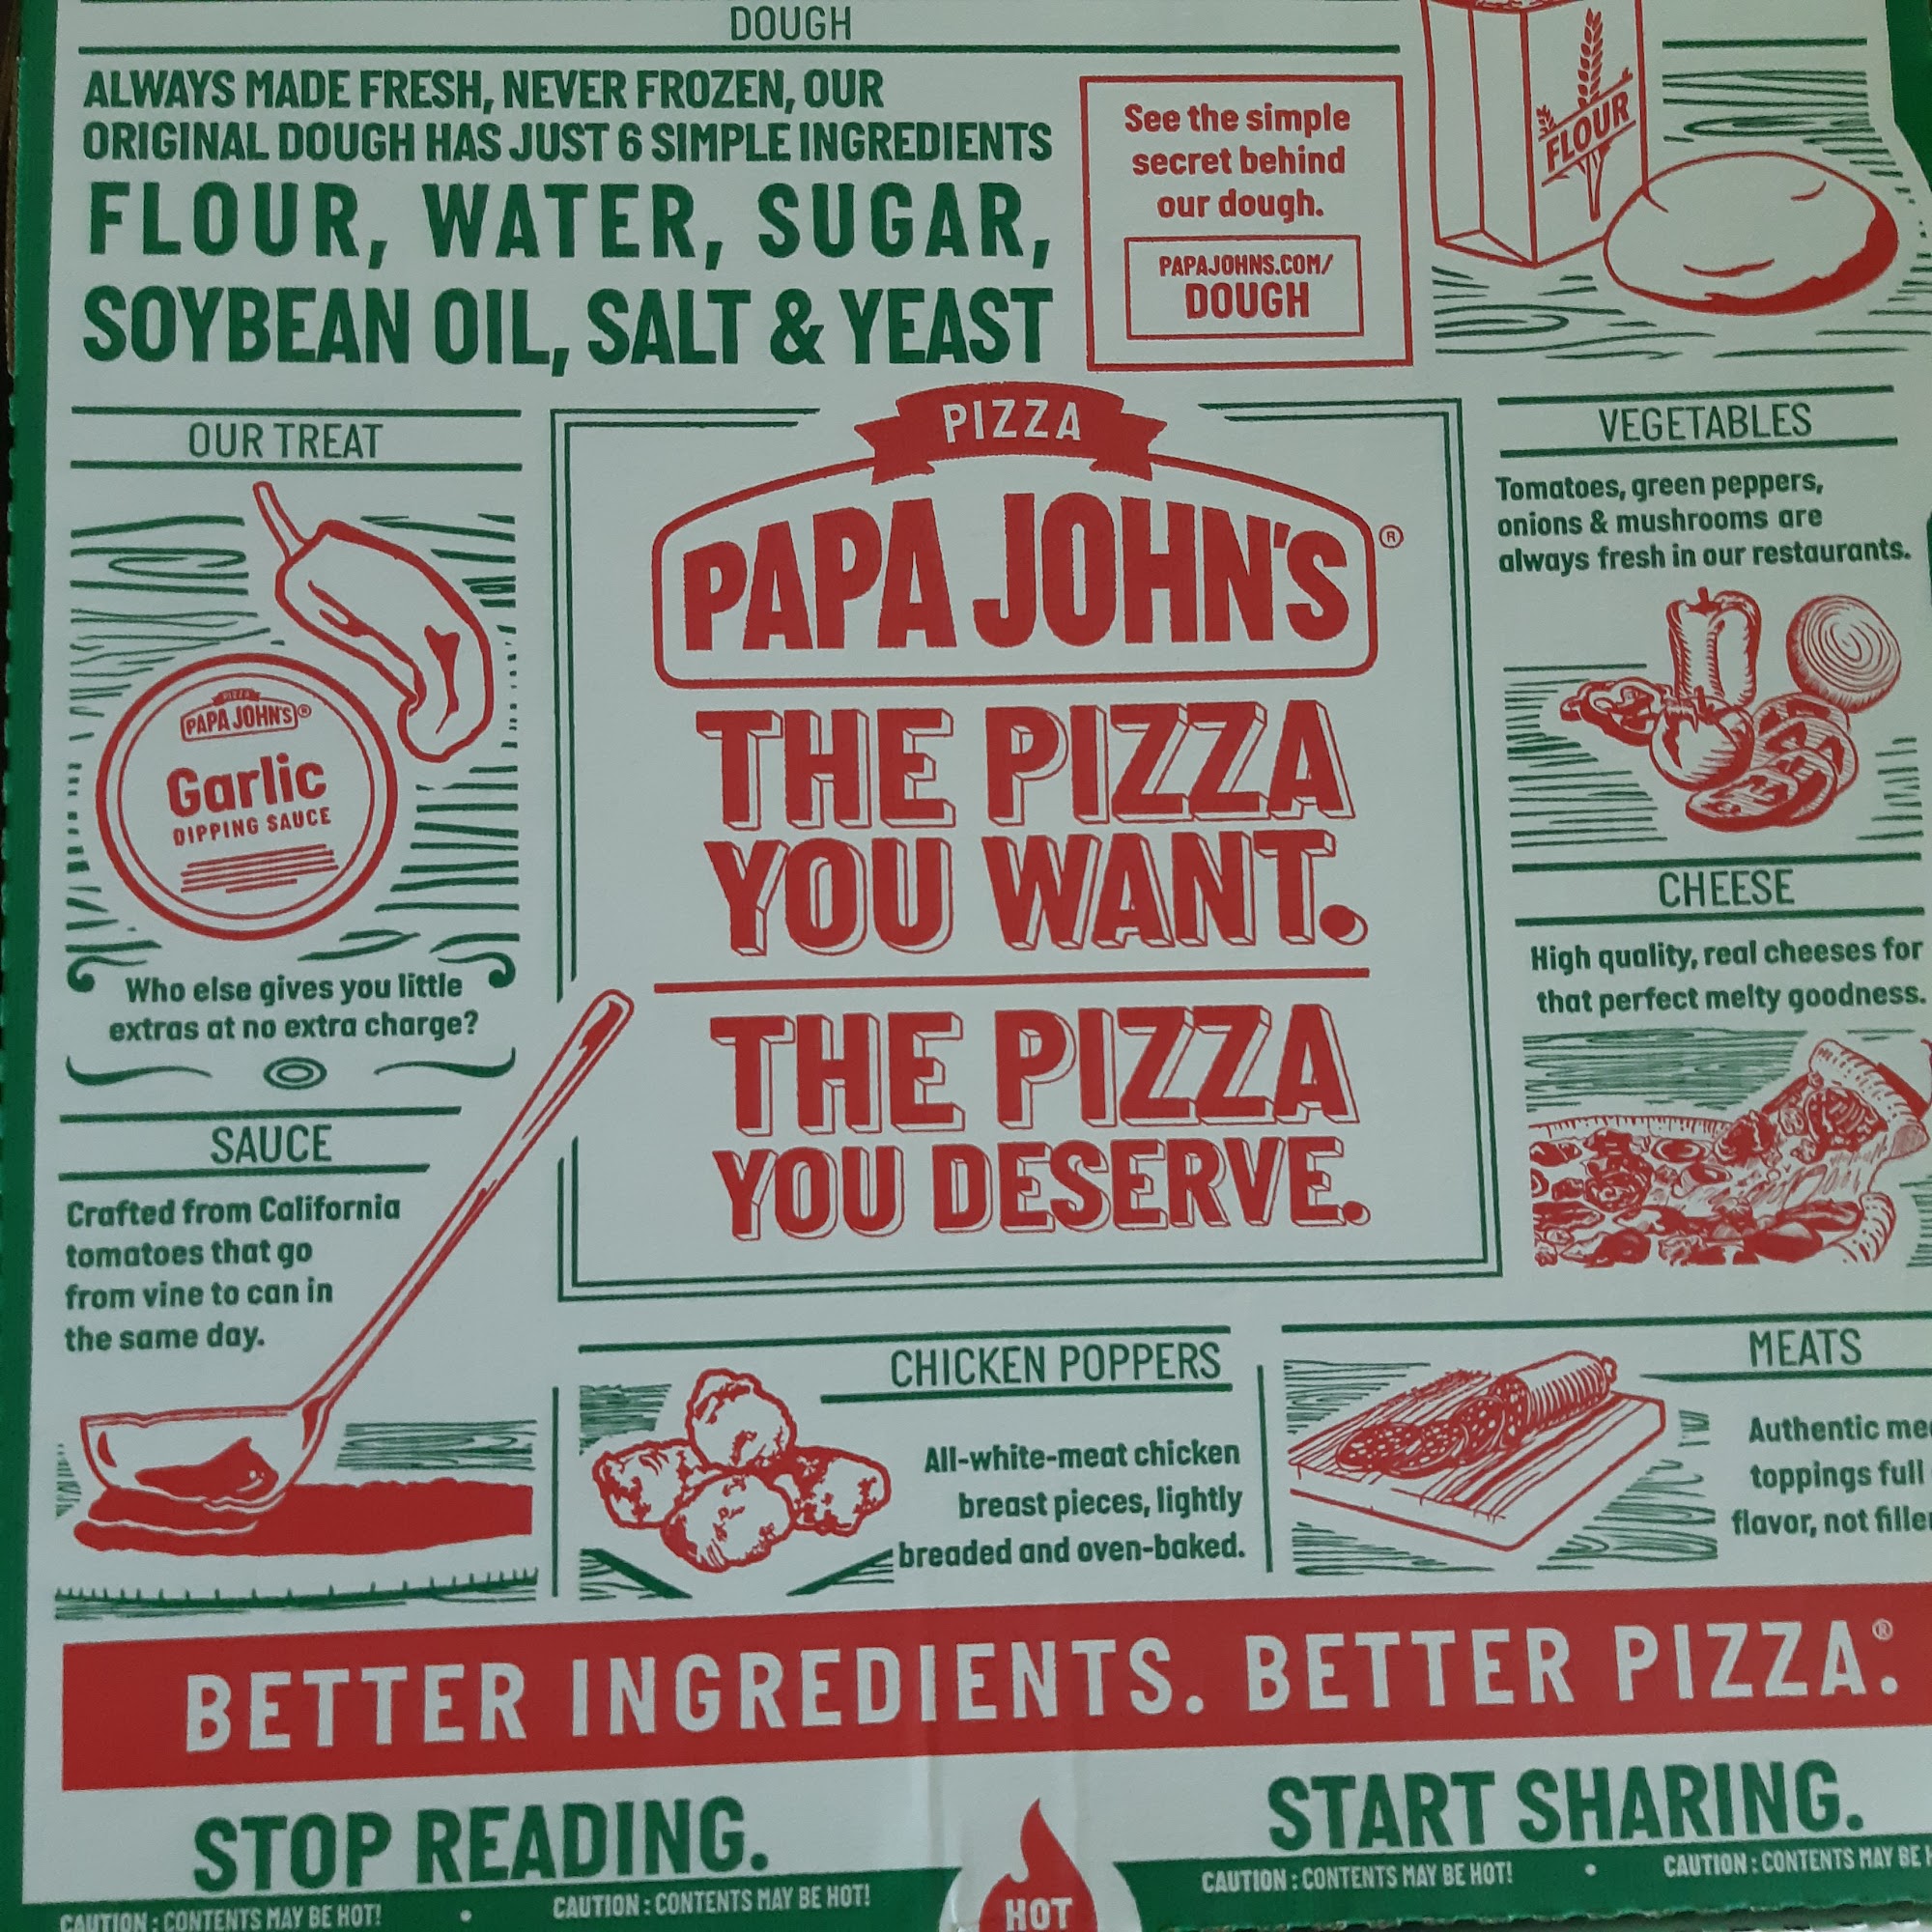 DOUGH
ALWAYS MADE FRESH, NEVER FROZEN, OUR
ORIGINAL DOUGH HAS JUST 6 SIMPLE INGREDIENTS
FLOUR, WATER, SUGAR,
SOYBEAN OIL, SALT & YEAST
See the simple
secret behind
our dough.
PAPAJOHNS.COM/
DOUGH
FLOUR
OUR TREAT
PIZZA
PAPA JOHN'S®
Garlic
DIPPING SAUCE
Who else gives you little
extras at no extra charge?
SAUCE
Crafted from California
tomatoes that go
from vine to can in
the same day.
PIZZA
PAPA JOHN'S®
THE PIZZA
YOU WANT.
THE PIZZA
YOU DESERVE.
VEGETABLES
Tomatoes, green peppers,
onions & mushrooms are
always fresh in our restaurants.
CHEESE
High quality, real cheeses for
that perfect melty goodness.
CHICKEN POPPERS
All-white-meat chicken
breast pieces, lightly
breaded and oven-baked.
MEATS
Authentic
toppings full
flavor, not
BETTER INGREDIENTS. BETTER PIZZA.®
STOP READING.
START SHARING.
CAUTION : CONTENTS MAY BE HOT! • CAUTION : CONTENTS MAY BE HOT!
HOT
CAUTION : CONTENTS MAY BE HOT! • CAUTION : CONTENTS MAY BE